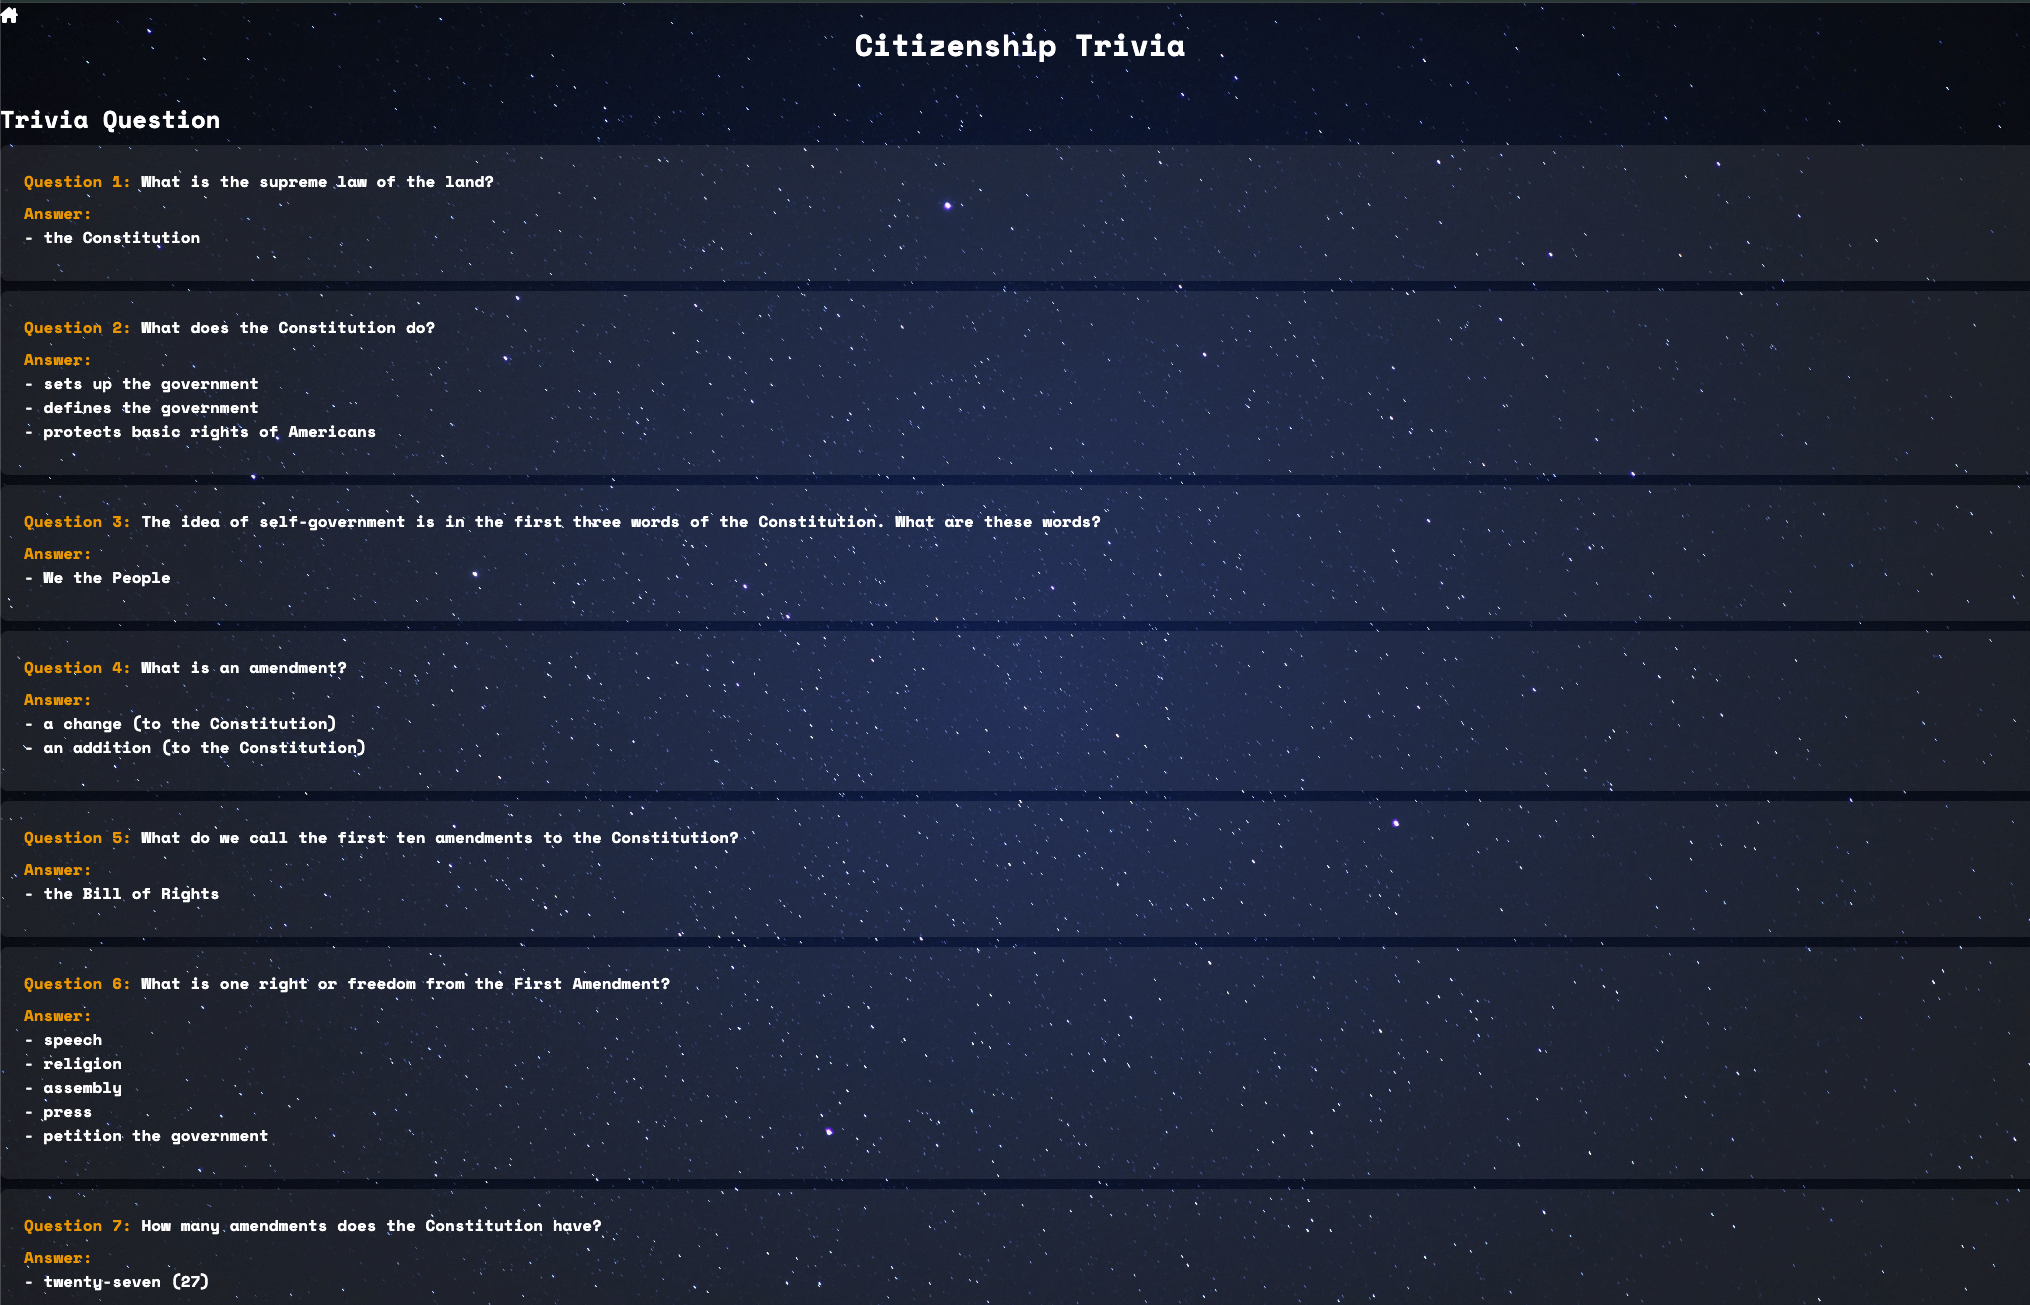 Citizenship Trivia
Trivia Question
Question 1: What is the supreme law of the land?
Answer:
- the Constitution
Question 2: What does the Constitution do?
Answer:
- sets up the government
- defines the government
- protects basic rights of Americans
Question 3: The idea of self-government is in the first three words of the Constitution. What are these words?
Answer:
- We the People
Question 4: What is an amendment?
Answer:
- a change (to the Constitution)
- an addition (to the Constitution)
Question 5: What do we call the first ten amendments to the Constitution?
Answer:
- the Bill of Rights
Question 6: What is one right or freedom from the First Amendment?
Answer:
- speech
- religion
- assembly
- press
- petition the government
Question 7: How many amendments does the Constitution have?
Answer:
- twenty-seven (27)